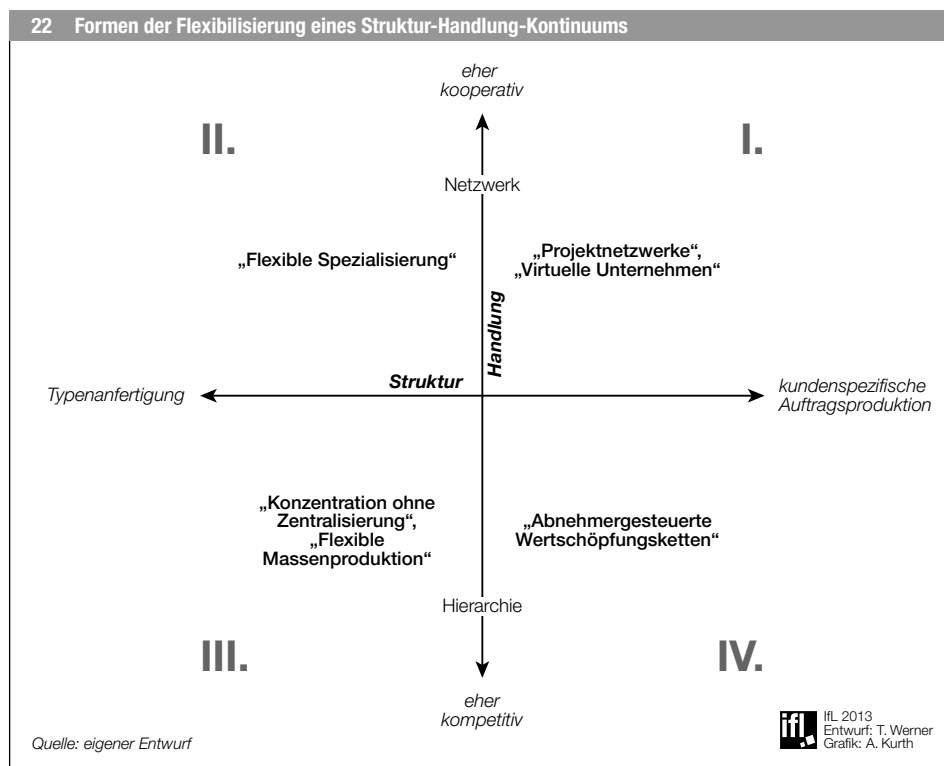 22 Formen der Flexibilisierung eines Struktur-Handlung-Kontinuums
eher
kooperativ
II.
I.
Netzwerk
„Flexible Spezialisierung“
„Projektnetzwerke“,
„Virtuelle Unternehmen“
Handlung
Struktur
Typenanfertigung
kundenspezifische
Auftragsproduktion
„Konzentration ohne
Zentralisierung“,
„Flexible
Massenproduktion“
„Abnehmergesteuerte
Wertschöpfungsketten“
Hierarchie
III.
IV.
eher
kompetitiv
Quelle: eigener Entwurf
ifl
IfL 2013
Entwurf: T. Werner
Grafik: A. Kurth